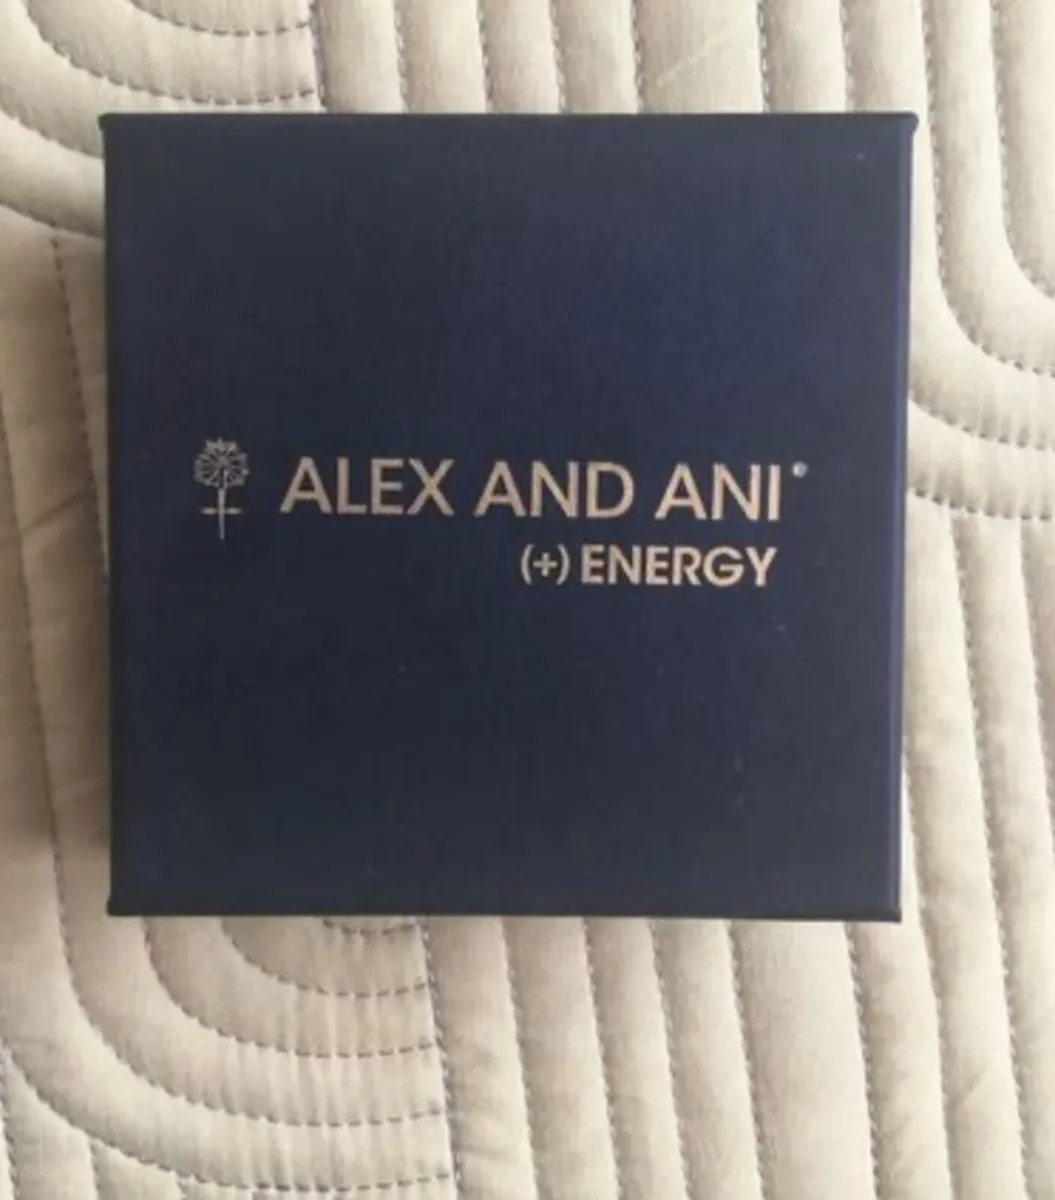 ALEX AND ANI®
(+) ENERGY